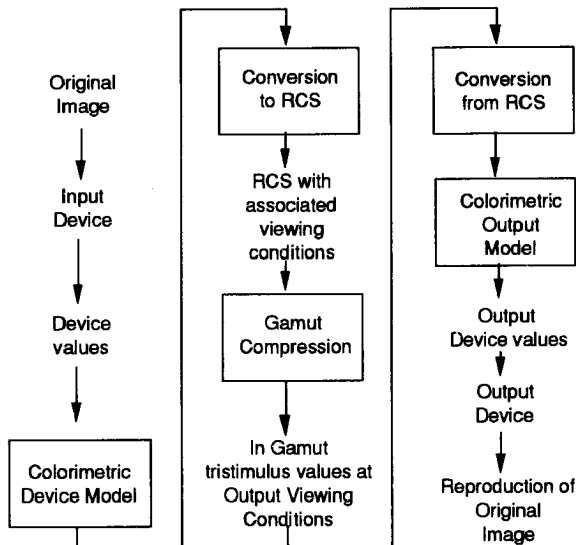 Original
Image
Input
Device
Device
values
Colorimetric
Device Model
Conversion
to RCS
RCS with
associated
viewing
conditions
Gamut
Compression
In Gamut
tristimulus values at
Output Viewing
Conditions
Conversion
from RCS
Colorimetric
Output
Model
Output
Device values
Output
Device
Reproduction of
Original
Image